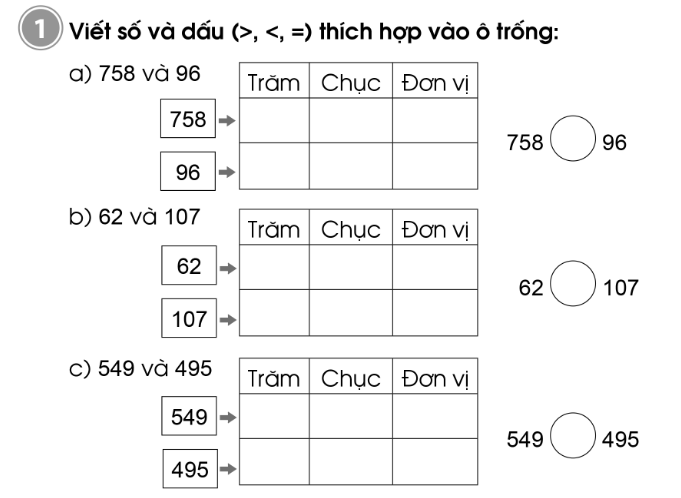 1 Viết số và dấu (>, <, =) thích hợp vào ô trống:
a) 758 và 96
Trăm Chục Đơn vị
758
96
758 96
b) 62 và 107
Trăm Chục Đơn vị
62
107
62 107
c) 549 và 495
Trăm Chục Đơn vị
549
495
549 495